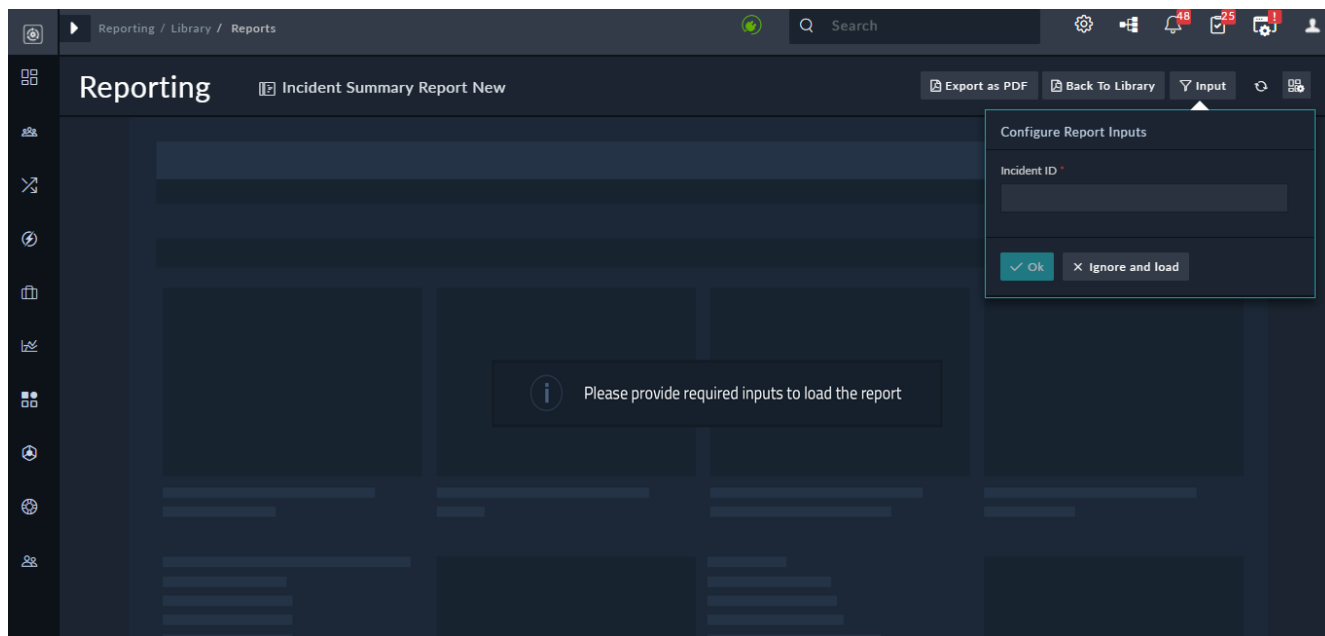 Reporting / Library / Reports
Search
48
25
!
Reporting
Incident Summary Report New
Export as PDF
Back To Library
Input
Configure Report Inputs
Incident ID *
Ok
Ignore and load
Please provide required inputs to load the report